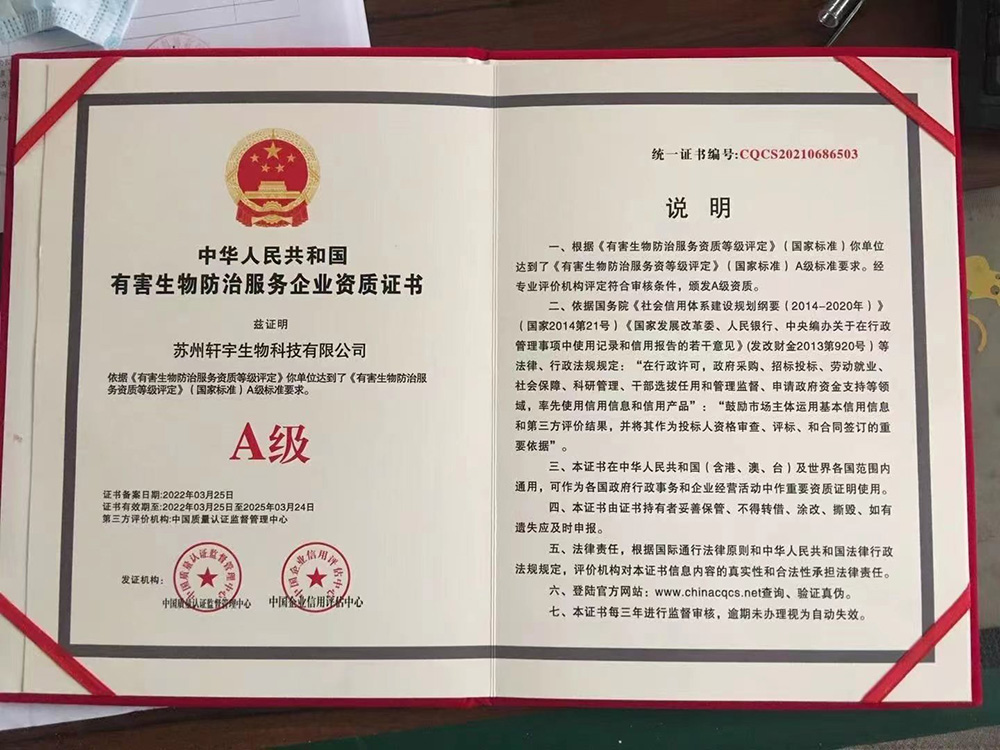 中华人民共和国
有害生物防治服务企业资质证书
兹证明
苏州轩宇生物科技有限公司
依据《有害生物防治服务资质等级评定》你单位达到了《有害生物防治服
务资质等级评定》（国家标准）A级标准要求。
A级
证书备案日期:2022年03月25日
证书有效期至:2022年03月25日至2025年03月24日
第三方评价机构:中国质量认证监督管理中心
发证机构:
中国质量认证监督管理中心
中国质量认证监督管理中心
中国企业信用评估中心
中国企业信用评估中心
统一证书编号:CQCS20210686503
说 明
一、根据《有害生物防治服务资质等级评定》（国家标准）你单位
达到了《有害生物防治服务资等级评定》（国家标准）A级标准要求。经
专业评价机构评定符合审核条件，颁发A级资质。
二、依据国务院《社会信用体系建设规划纲要（2014-2020年）》
（国家2014第21号）《国家发展改革委、人民银行、中央编办关于在行政
管理事项中使用记录和信用报告的若干意见》(发改财金2013第920号）等
法律、行政法规规定：“在行政许可，政府采购、招标投标、劳动就业、
社会保障、科研管理、干部选拔任用和管理监督、申请政府资金支持等领
域，率先使用信用信息和信用产品”：“鼓励市场主体运用基本信用信息
和第三方评价结果，并将其作为投标人资格审查、评标、和合同签订的重
要依据”。
三、本证书在中华人民共和国（含港、澳、台）及世界各国范围内
通用，可作为各国政府行政事务和企业经营活动中作重要资质证明使用。
四、本证书由证书持有者妥善保管、不得转借、涂改、撕毁、如有
遗失应及时申报。
五、法律责任，根据国际通行法律原则和中华人民共和国法律行政
法规规定，评价机构对本证书信息内容的真实性和合法性承担法律责任。
六、登陆官方网站：www.chinacqcs.net查询、验证真伪。
七、本证书每三年进行监督审核，逾期未办理视为自动失效。